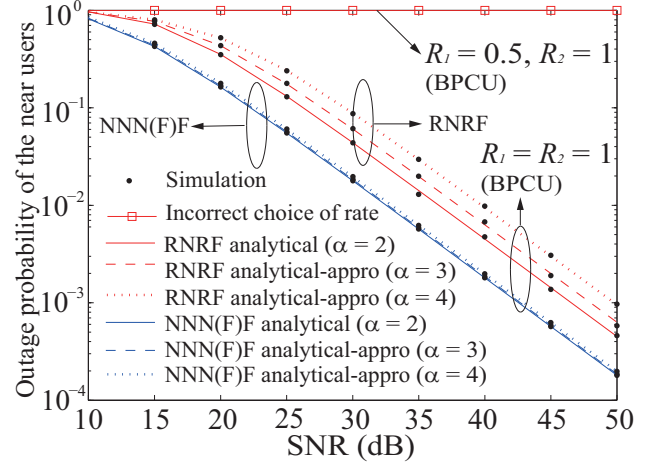 Outage probability of the near users
10⁰
10⁻¹
10⁻²
10⁻³
10⁻⁴
R₁ = 0.5, R₂ = 1
(BPCU)
NNN(F)F
RNRF
R₁ = R₂ = 1
(BPCU)
Simulation
Incorrect choice of rate
RNRF analytical (α = 2)
RNRF analytical-appro (α = 3)
RNRF analytical-appro (α = 4)
NNN(F)F analytical (α = 2)
NNN(F)F analytical-appro (α = 3)
NNN(F)F analytical-appro (α = 4)
10 15 20 25 30 35 40 45 50
SNR (dB)